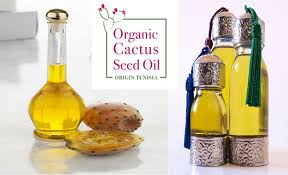 Organic
Cactus
Seed Oil
ORIGIN TUNISIA